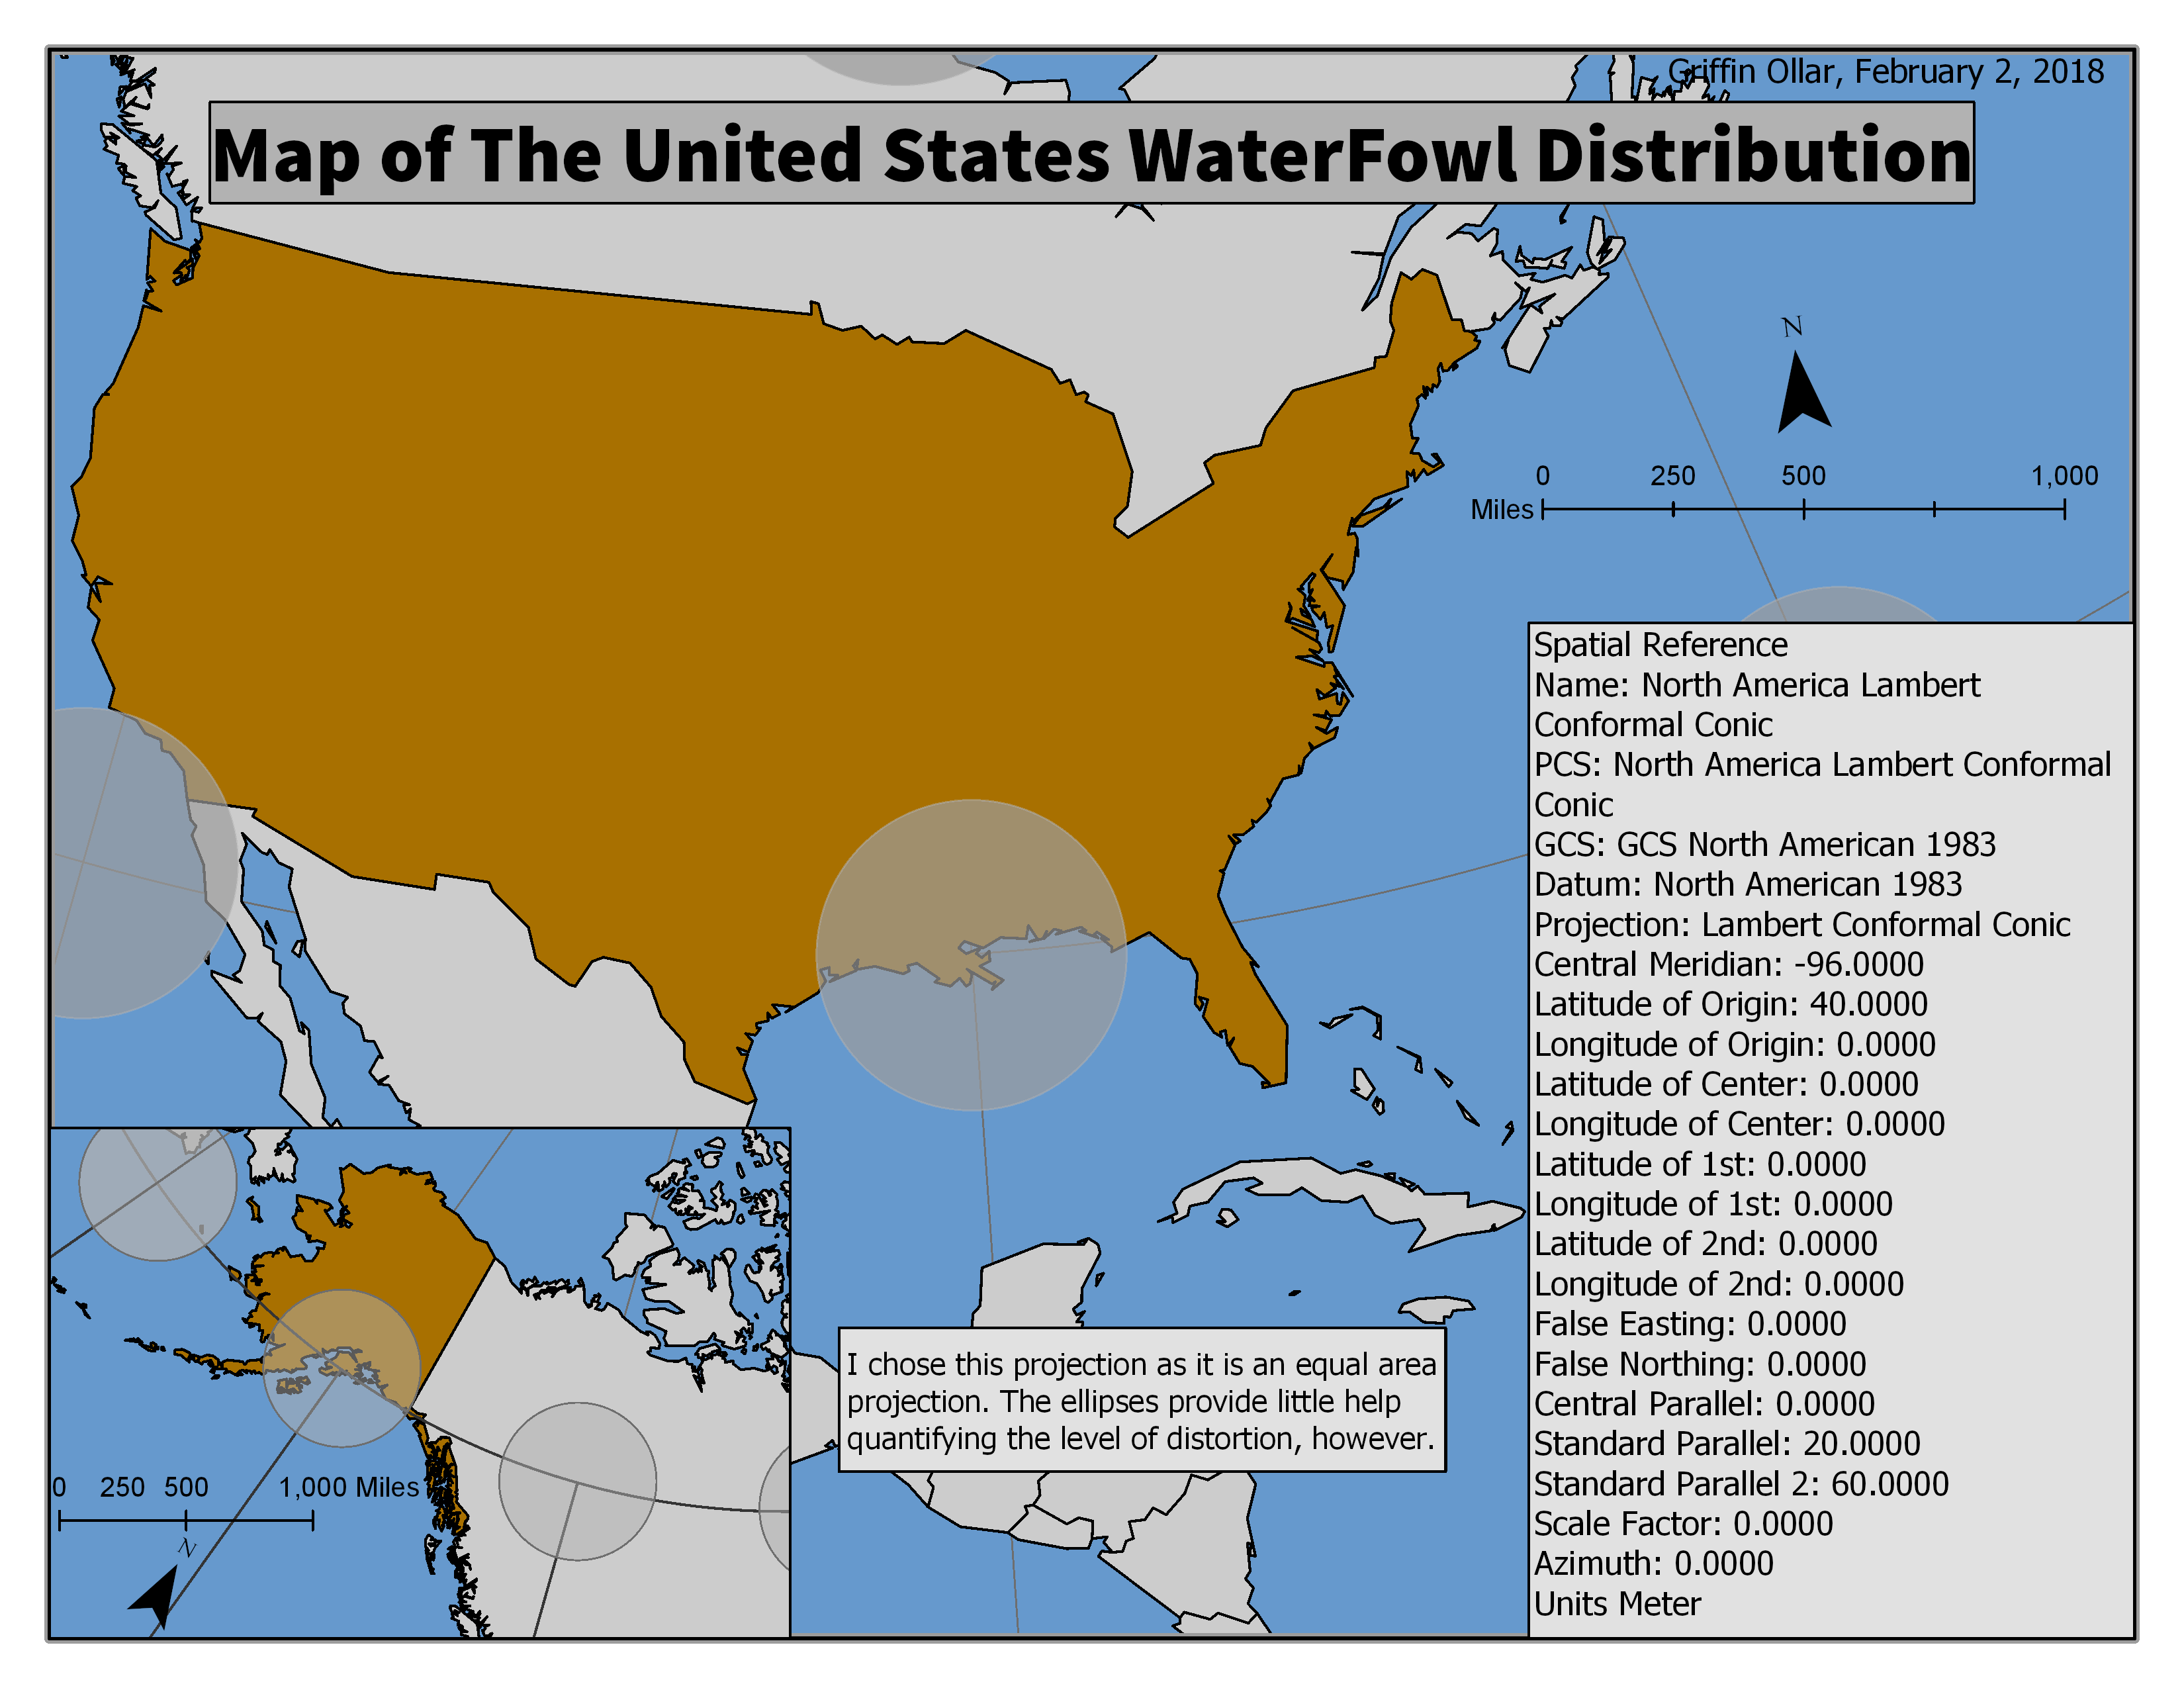 Griffin Ollar, February 2, 2018
Map of The United States WaterFowl Distribution
N
0 250 500 1,000
Miles
Spatial Reference
Name: North America Lambert
Conformal Conic
PCS: North America Lambert Conformal
Conic
GCS: GCS North American 1983
Datum: North American 1983
Projection: Lambert Conformal Conic
Central Meridian: -96.0000
Latitude of Origin: 40.0000
Longitude of Origin: 0.0000
Latitude of Center: 0.0000
Longitude of Center: 0.0000
Latitude of 1st: 0.0000
Longitude of 1st: 0.0000
Latitude of 2nd: 0.0000
Longitude of 2nd: 0.0000
False Easting: 0.0000
False Northing: 0.0000
Central Parallel: 0.0000
Standard Parallel: 20.0000
Standard Parallel 2: 60.0000
Scale Factor: 0.0000
Azimuth: 0.0000
Units Meter
I chose this projection as it is an equal area
projection. The ellipses provide little help
quantifying the level of distortion, however.
0 250 500 1,000 Miles
N